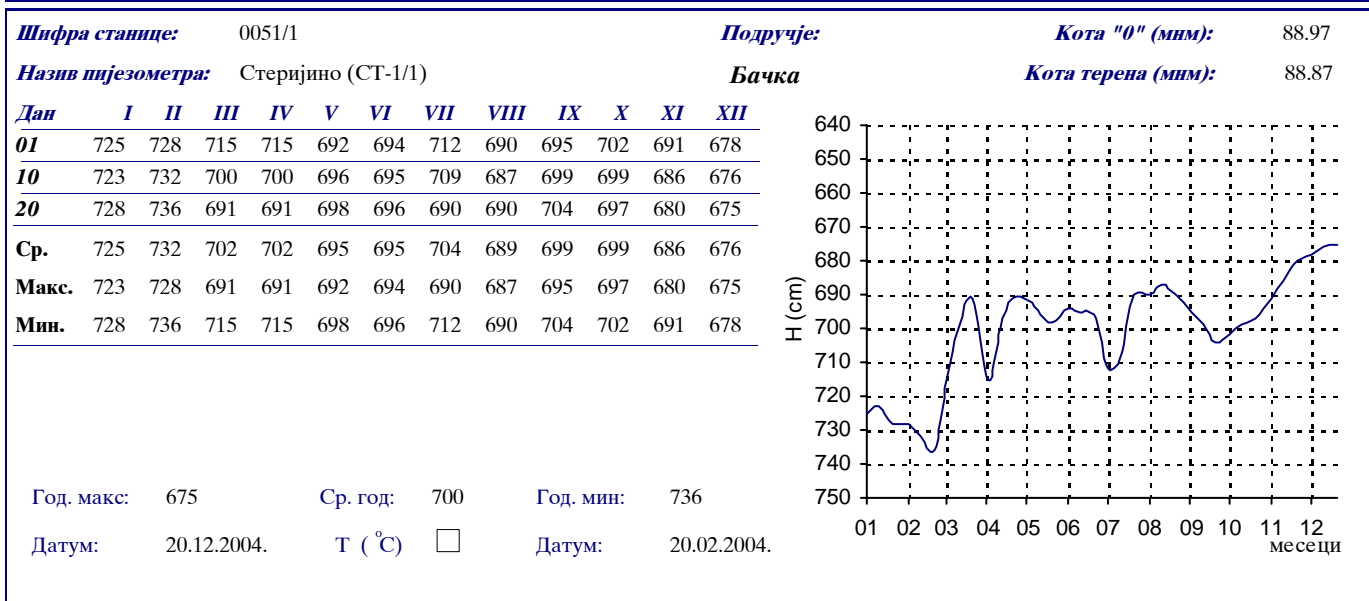 Шифра станице: 0051/1 Подручје: Кота "0" (мнм): 88.97
Назив пијезометра: Стеријино (СТ-1/1) Бачка Кота терена (мнм): 88.87
Дан I II III IV V VI VII VIII IX X XI XII
01 725 728 715 715 692 694 712 690 695 702 691 678
10 723 732 700 700 696 695 709 687 699 699 686 676
20 728 736 691 691 698 696 690 690 704 697 680 675
Ср. 725 732 702 702 695 695 704 689 699 699 686 676
Макс. 723 728 691 691 692 694 690 687 695 697 680 675
Мин. 728 736 715 715 698 696 712 690 704 702 691 678
Год. макс: 675 Ср. год: 700 Год. мин: 736
Датум: 20.12.2004. Т ( °C) Датум: 20.02.2004.
H (cm)
640
650
660
670
680
690
700
710
720
730
740
750
01 02 03 04 05 06 07 08 09 10 11 12
месеци